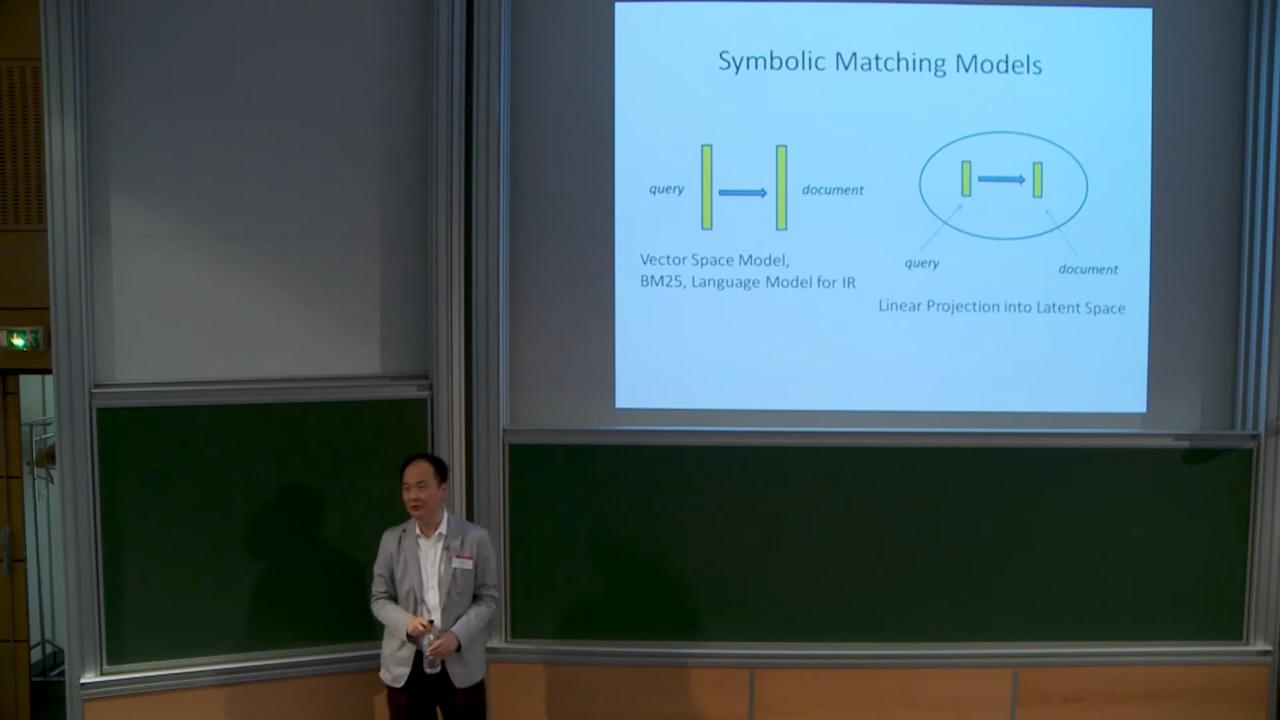 Symbolic Matching Models
query
document
Vector Space Model,
BM25, Language Model for IR
query
document
Linear Projection into Latent Space